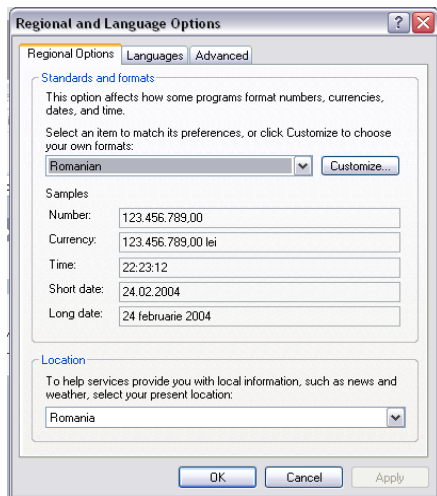 Regional and Language Options
Regional Options Languages Advanced
Standards and formats
This option affects how some programs format numbers, currencies,
dates, and time.
Select an item to match its preferences, or click Customize to choose
your own formats:
Romanian Customize...
Samples
Number: 123.456.789,00
Currency: 123.456.789,00 lei
Time: 22:23:12
Short date: 24.02.2004
Long date: 24 februarie 2004
Location
To help services provide you with local information, such as news and
weather, select your present location:
Romania
OK Cancel Apply